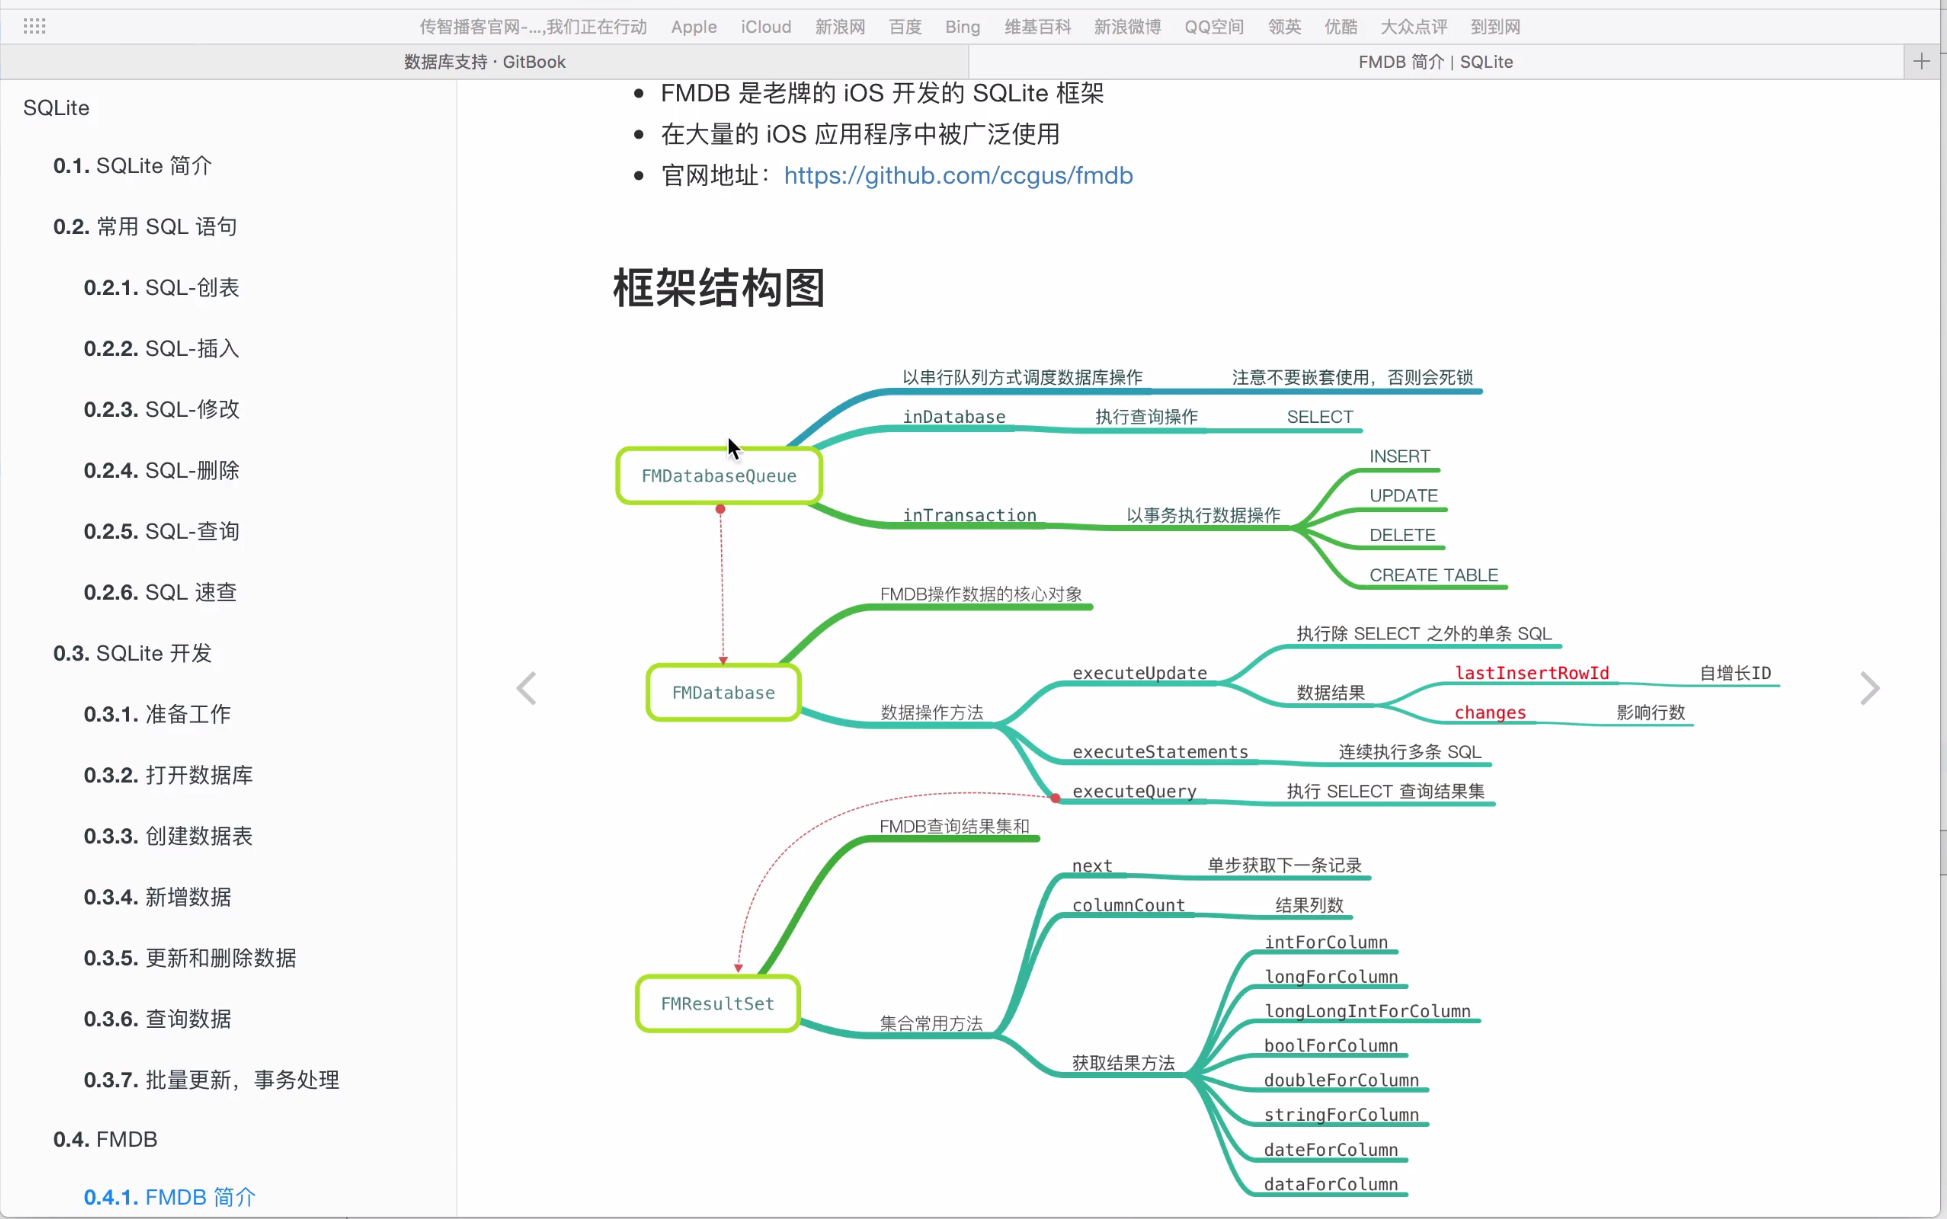 传智播客官网-...,我们正在行动 Apple iCloud 新浪网 百度 Bing 维基百科 新浪微博 QQ空间 领英 优酷 大众点评 到到网
数据库支持 · GitBook
FMDB 简介 | SQLite
SQLite
0.1. SQLite 简介
0.2. 常用 SQL 语句
0.2.1. SQL-创表
0.2.2. SQL-插入
0.2.3. SQL-修改
0.2.4. SQL-删除
0.2.5. SQL-查询
0.2.6. SQL 速查
0.3. SQLite 开发
0.3.1. 准备工作
0.3.2. 打开数据库
0.3.3. 创建数据表
0.3.4. 新增数据
0.3.5. 更新和删除数据
0.3.6. 查询数据
0.3.7. 批量更新，事务处理
0.4. FMDB
0.4.1. FMDB 简介
FMDB 是老牌的 iOS 开发的 SQLite 框架
在大量的 iOS 应用程序中被广泛使用
官网地址：https://github.com/ccgus/fmdb
框架结构图
FMDatabaseQueue
以串行队列方式调度数据库操作 注意不要嵌套使用，否则会死锁
inDatabase 执行查询操作 SELECT
inTransaction 以事务执行数据操作
INSERT
UPDATE
DELETE
CREATE TABLE
FMDatabase
FMDB操作数据的核心对象
数据操作方法
executeUpdate
执行除 SELECT 之外的单条 SQL
数据结果
lastInsertRowId 自增长ID
changes 影响行数
executeStatements 连续执行多条 SQL
executeQuery 执行 SELECT 查询结果集
FMResultSet
FMDB查询结果集和
集合常用方法
next 单步获取下一条记录
columnCount 结果列数
获取结果方法
intForColumn
longForColumn
longLongIntForColumn
boolForColumn
doubleForColumn
stringForColumn
dateForColumn
dataForColumn